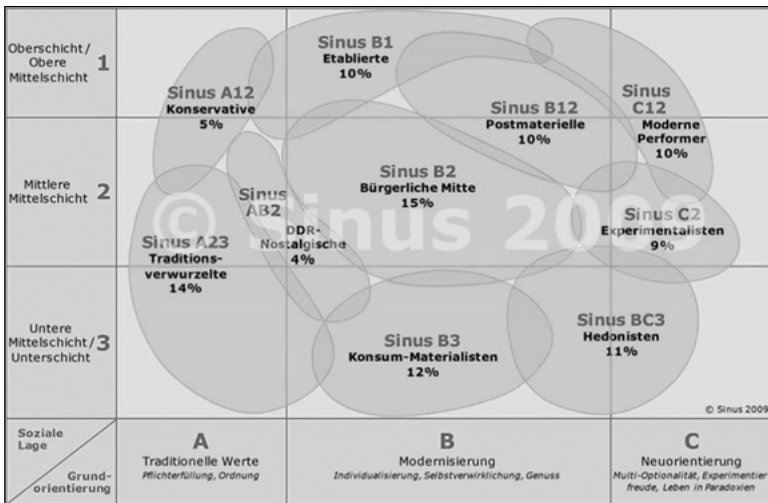 Oberschicht /
Obere
Mittelschicht
1
Mittlere
Mittelschicht
2
Untere
Mittelschicht /
Unterschicht
3
Sinus A12
Konservative
5%
Sinus B1
Etablierte
10%
Sinus B12
Postmaterielle
10%
Sinus
C12
Moderne
Performer
10%
Sinus A23
Traditions-
verwurzelte
14%
Sinus
AB2
DDR-
Nostalgische
4%
Sinus B2
Bürgerliche Mitte
15%
Sinus C2
Experimentalisten
9%
Sinus B3
Konsum-Materialisten
12%
Sinus BC3
Hedonisten
11%
© Sinus 2009
© Sinus 2009
Soziale
Lage
Grund-
orientierung
A
Traditionelle Werte
Pflichterfüllung, Ordnung
B
Modernisierung
Individualisierung, Selbstverwirklichung, Genuss
C
Neuorientierung
Multi-Optionalität, Experimentier
freude, Leben in Paradoxien